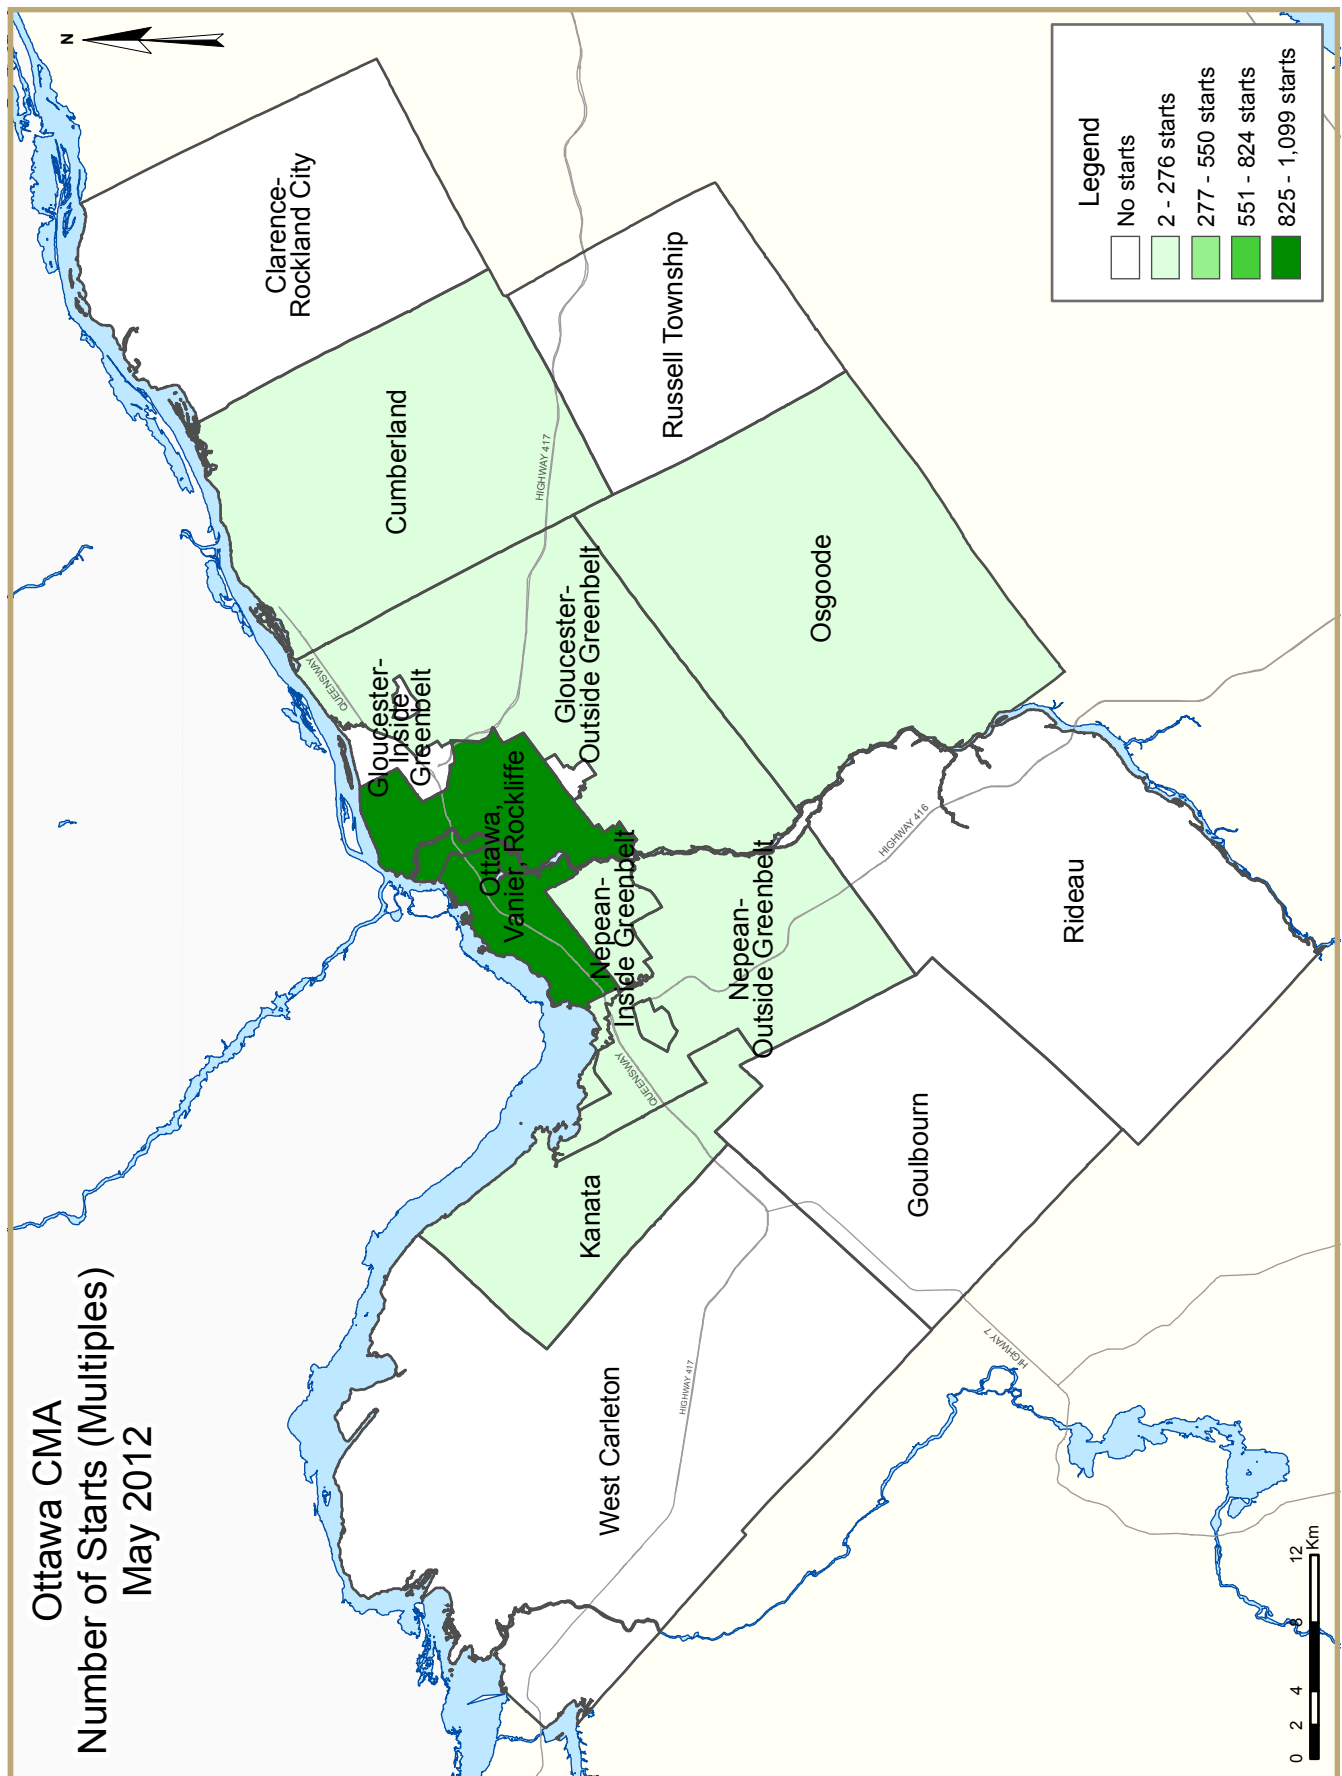 Ottawa CMA
Number of Starts (Multiples)
May 2012
N
Clarence-
Rockland City
Cumberland
Russell Township
HIGHWAY 417
QUEENSWAY
Gloucester-
Inside
Greenbelt
Gloucester-
Outside Greenbelt
Osgoode
Ottawa,
Vanier, Rockliffe
Nepean-
Inside Greenbelt
Nepean-
Outside Greenbelt
HIGHWAY 416
Rideau
QUEENSWAY
Kanata
Goulbourn
West Carleton
HIGHWAY 417
HIGHWAY 7
Legend
No starts
2 - 276 starts
277 - 550 starts
551 - 824 starts
825 - 1,099 starts
0 2 4 8 12
Km